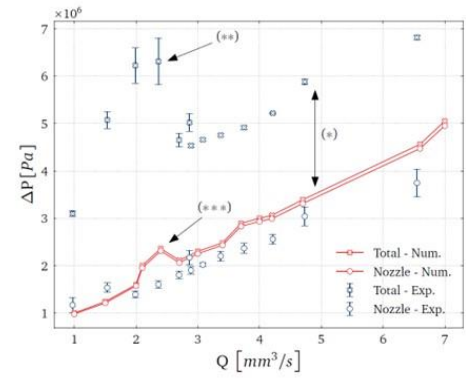 ×10⁶
7
6
5
4
3
2
1
ΔP[Pa]
(**)
(*)
(***)
Total - Num.
Nozzle - Num.
Total - Exp.
Nozzle - Exp.
1 2 3 4 5 6 7
Q [mm³/s]